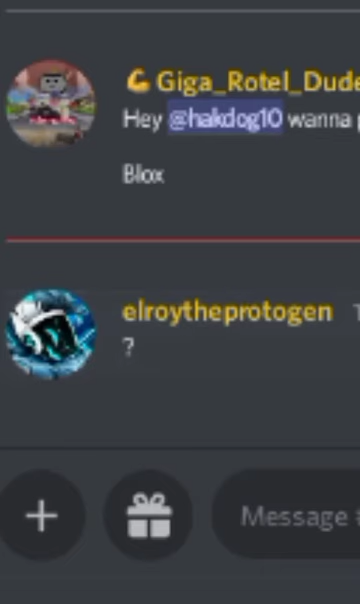 💪 Giga_Rotel_Dude
Hey @hakdog10 wanna
Blox
elroytheprotogen
?
Message